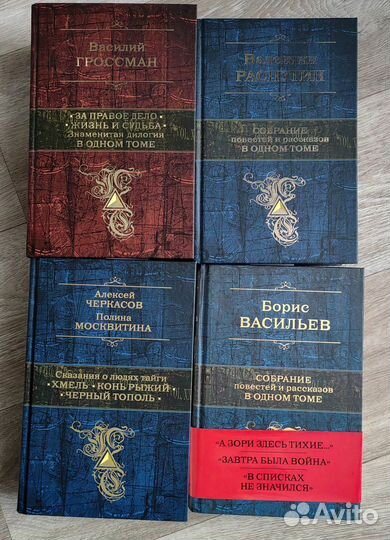 Василий
ГРОССМАН
• ЗА ПРАВОЕ ДЕЛО •
• ЖИЗНЬ И СУДЬБА •
Знаменитая дилогия
В ОДНОМ ТОМЕ
Валентин
РАСПУТИН
СОБРАНИЕ
повестей и рассказов
В ОДНОМ ТОМЕ
Алексей
ЧЕРКАСОВ
Полина
МОСКВИТИНА
Сказания о людях тайги
• ХМЕЛЬ • КОНЬ РЫЖИЙ •
• ЧЕРНЫЙ ТОПОЛЬ •
Борис
ВАСИЛЬЕВ
СОБРАНИЕ
повестей и рассказов
В ОДНОМ ТОМЕ
«А ЗОРИ ЗДЕСЬ ТИХИЕ...»
«ЗАВТРА БЫЛА ВОЙНА»
«В СПИСКАХ
НЕ ЗНАЧИЛСЯ»
Avito